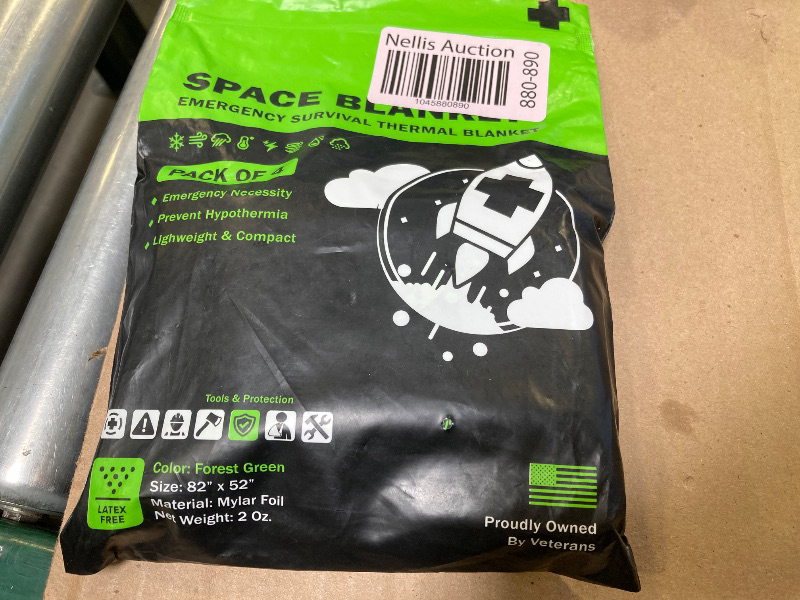 Nellis Auction
1045880890
880-890
SPACE BLANKET
EMERGENCY SURVIVAL THERMAL BLANKET
PACK OF 4
Emergency Necessity
Prevent Hypothermia
Lighweight & Compact
Tools & Protection
LATEX
FREE
Color: Forest Green
Size: 82” x 52”
Material: Mylar Foil
Net Weight: 2 Oz.
Proudly Owned
By Veterans